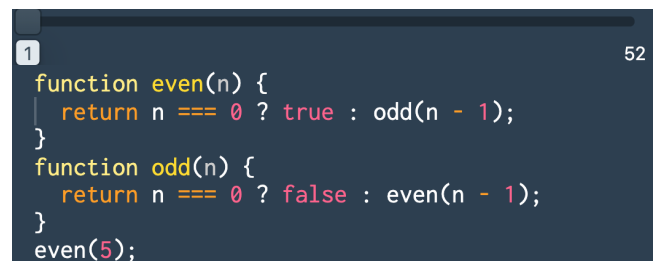 1 52
function even(n) {
  return n === 0 ? true : odd(n - 1);
}
function odd(n) {
  return n === 0 ? false : even(n - 1);
}
even(5);